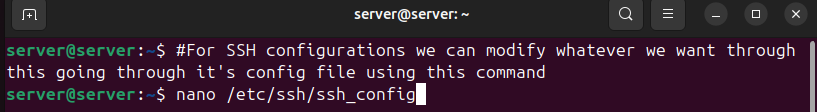 server@server: ~
server@server:~$ #For SSH configurations we can modify whatever we want through
this going through it's config file using this command
server@server:~$ nano /etc/ssh/ssh_config